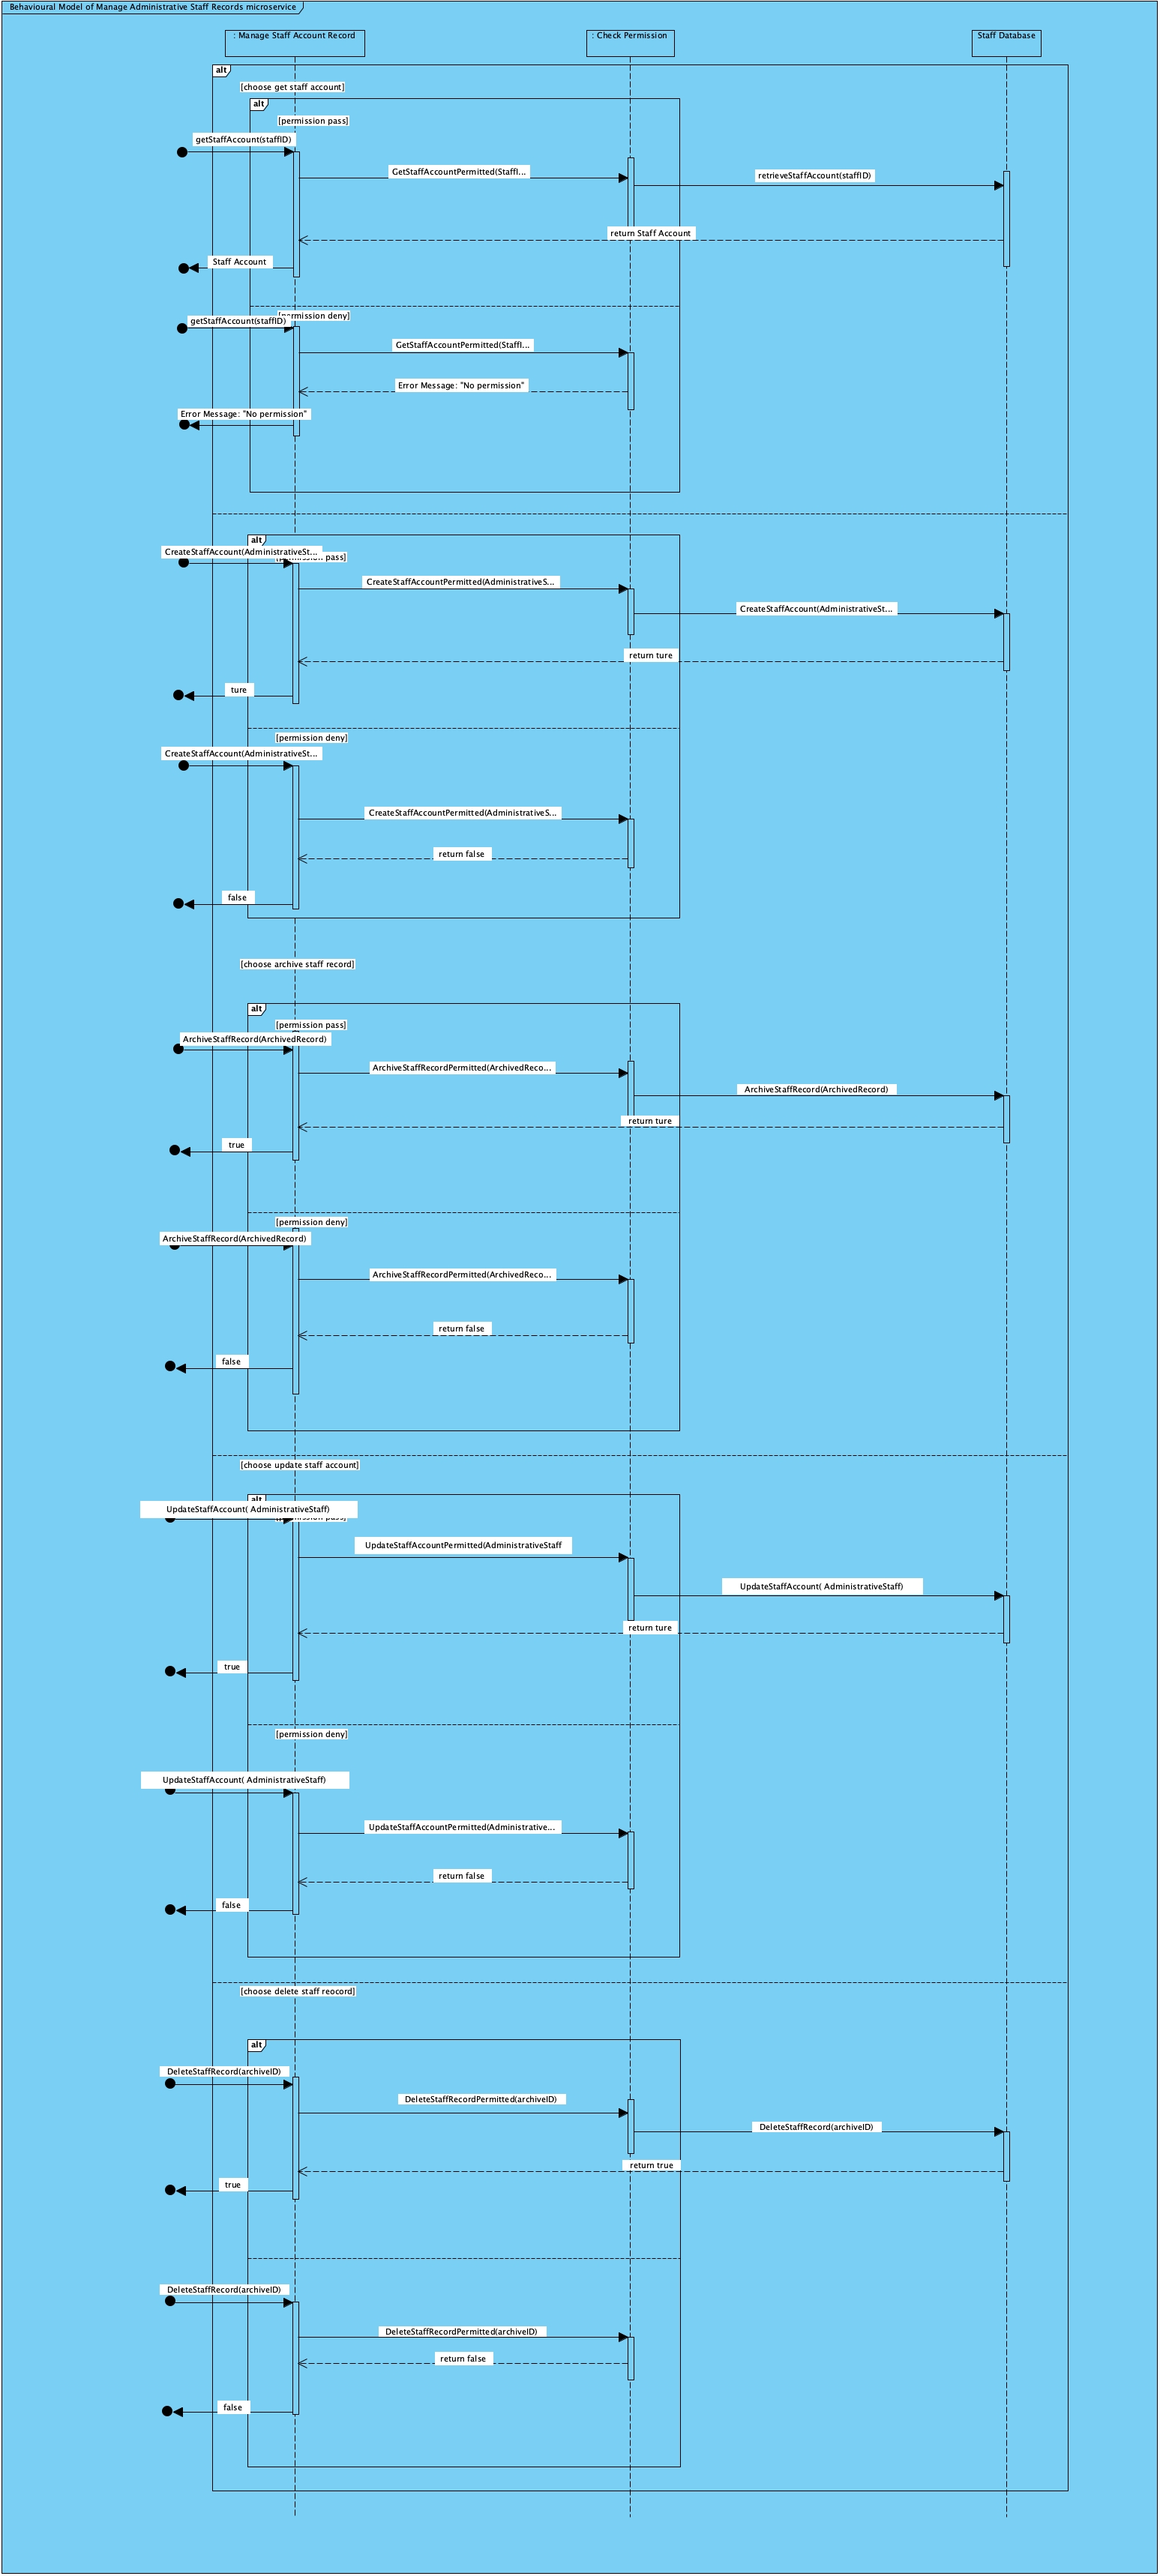 Behavioural Model of Manage Administrative Staff Records microservice
: Manage Staff Account Record
: Check Permission
Staff Database
alt
[choose get staff account]
alt
[permission pass]
getStaffAccount(staffID)
GetStaffAccountPermitted(StaffI...
retrieveStaffAccount(staffID)
return Staff Account
Staff Account
[permission deny]
getStaffAccount(staffID)
GetStaffAccountPermitted(StaffI...
Error Message: "No permission"
Error Message: "No permission"
alt
CreateStaffAccount(AdministrativeSt...
pass]
CreateStaffAccountPermitted(AdministrativeS...
CreateStaffAccount(AdministrativeSt...
return ture
ture
[permission deny]
CreateStaffAccount(AdministrativeSt...
CreateStaffAccountPermitted(AdministrativeS...
return false
false
[choose archive staff record]
alt
[permission pass]
ArchiveStaffRecord(ArchivedRecord)
ArchiveStaffRecordPermitted(ArchivedReco...
ArchiveStaffRecord(ArchivedRecord)
return ture
true
[permission deny]
ArchiveStaffRecord(ArchivedRecord)
ArchiveStaffRecordPermitted(ArchivedReco...
return false
false
[choose update staff account]
alt
UpdateStaffAccount( AdministrativeStaff)
UpdateStaffAccountPermitted(AdministrativeStaff
UpdateStaffAccount( AdministrativeStaff)
return ture
true
[permission deny]
UpdateStaffAccount( AdministrativeStaff)
UpdateStaffAccountPermitted(Administrative...
return false
false
[choose delete staff reocord]
alt
DeleteStaffRecord(archiveID)
DeleteStaffRecordPermitted(archiveID)
DeleteStaffRecord(archiveID)
return true
true
DeleteStaffRecord(archiveID)
DeleteStaffRecordPermitted(archiveID)
return false
false